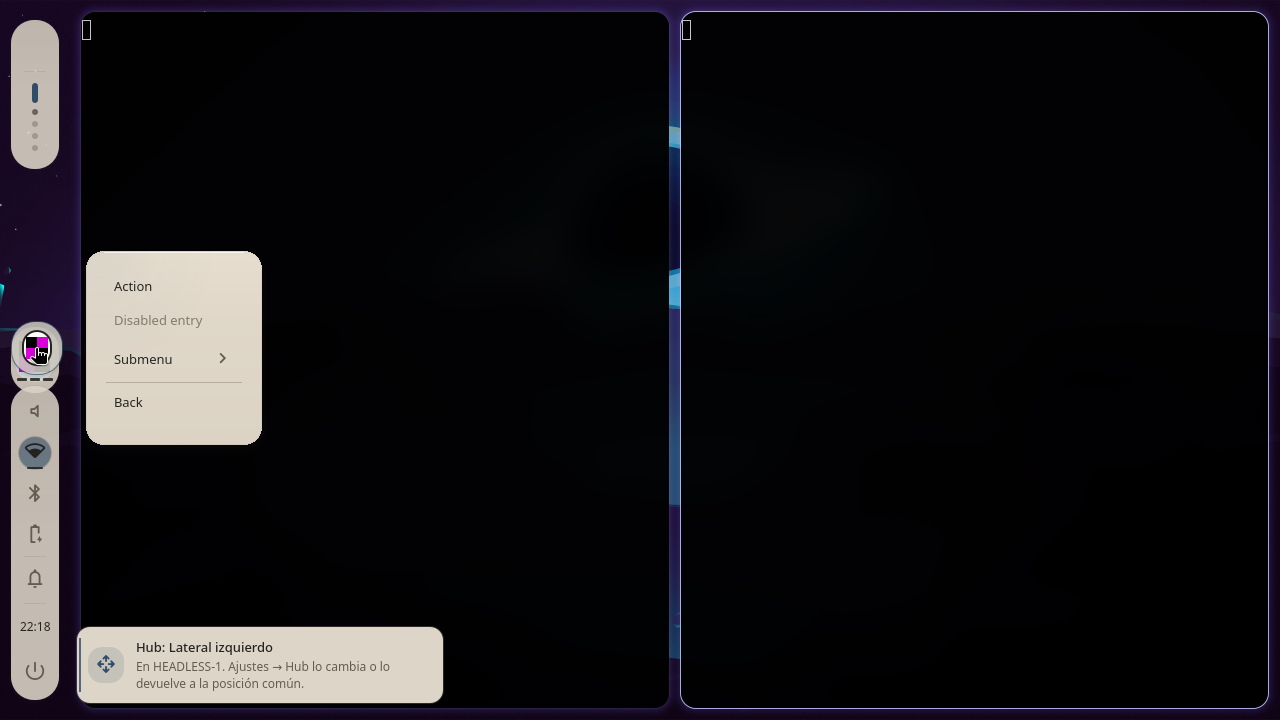 Action
Disabled entry
Submenu
Back
22:18
Hub: Lateral izquierdo
En HEADLESS-1. Ajustes → Hub lo cambia o lo
devuelve a la posición común.